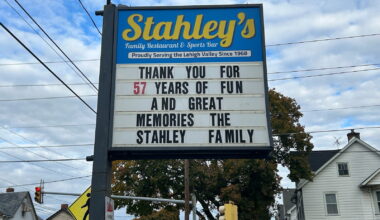 Stahley's
Family Restaurant & Sports Bar
Proudly Serving the Lehigh Valley Since 1968
THANK YOU FOR
57 YEARS OF FUN
AND GREAT
MEMORIES THE
STAHLEY FAMILY